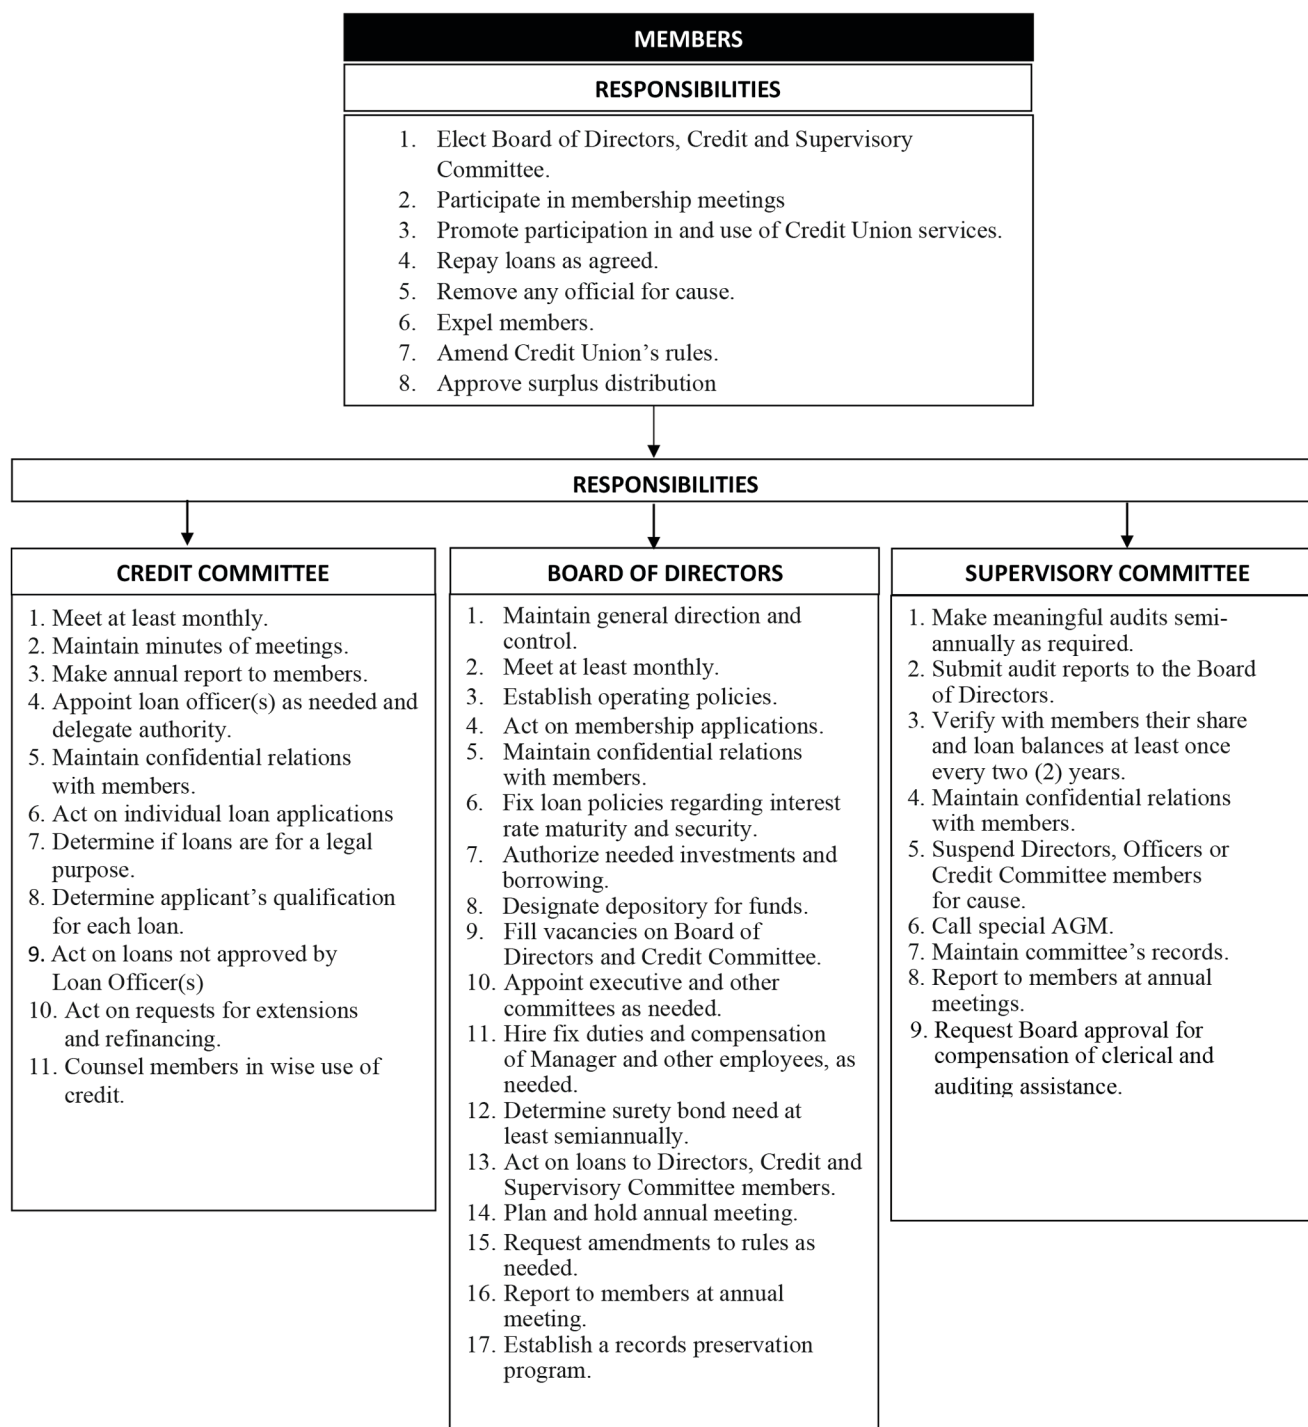 MEMBERS
RESPONSIBILITIES
1. Elect Board of Directors, Credit and Supervisory
Committee.
2. Participate in membership meetings
3. Promote participation in and use of Credit Union services.
4. Repay loans as agreed.
5. Remove any official for cause.
6. Expel members.
7. Amend Credit Union’s rules.
8. Approve surplus distribution
RESPONSIBILITIES
CREDIT COMMITTEE
1. Meet at least monthly.
2. Maintain minutes of meetings.
3. Make annual report to members.
4. Appoint loan officer(s) as needed and
delegate authority.
5. Maintain confidential relations
with members.
6. Act on individual loan applications
7. Determine if loans are for a legal
purpose.
8. Determine applicant’s qualification
for each loan.
9. Act on loans not approved by
Loan Officer(s)
10. Act on requests for extensions
and refinancing.
11. Counsel members in wise use of
credit.
BOARD OF DIRECTORS
1. Maintain general direction and
control.
2. Meet at least monthly.
3. Establish operating policies.
4. Act on membership applications.
5. Maintain confidential relations
with members.
6. Fix loan policies regarding interest
rate maturity and security.
7. Authorize needed investments and
borrowing.
8. Designate depository for funds.
9. Fill vacancies on Board of
Directors and Credit Committee.
10. Appoint executive and other
committees as needed.
11. Hire fix duties and compensation
of Manager and other employees, as
needed.
12. Determine surety bond need at
least semiannually.
13. Act on loans to Directors, Credit and
Supervisory Committee members.
14. Plan and hold annual meeting.
15. Request amendments to rules as
needed.
16. Report to members at annual
meeting.
17. Establish a records preservation
program.
SUPERVISORY COMMITTEE
1. Make meaningful audits semi-
annually as required.
2. Submit audit reports to the Board
of Directors.
3. Verify with members their share
and loan balances at least once
every two (2) years.
4. Maintain confidential relations
with members.
5. Suspend Directors, Officers or
Credit Committee members
for cause.
6. Call special AGM.
7. Maintain committee’s records.
8. Report to members at annual
meetings.
9. Request Board approval for
compensation of clerical and
auditing assistance.